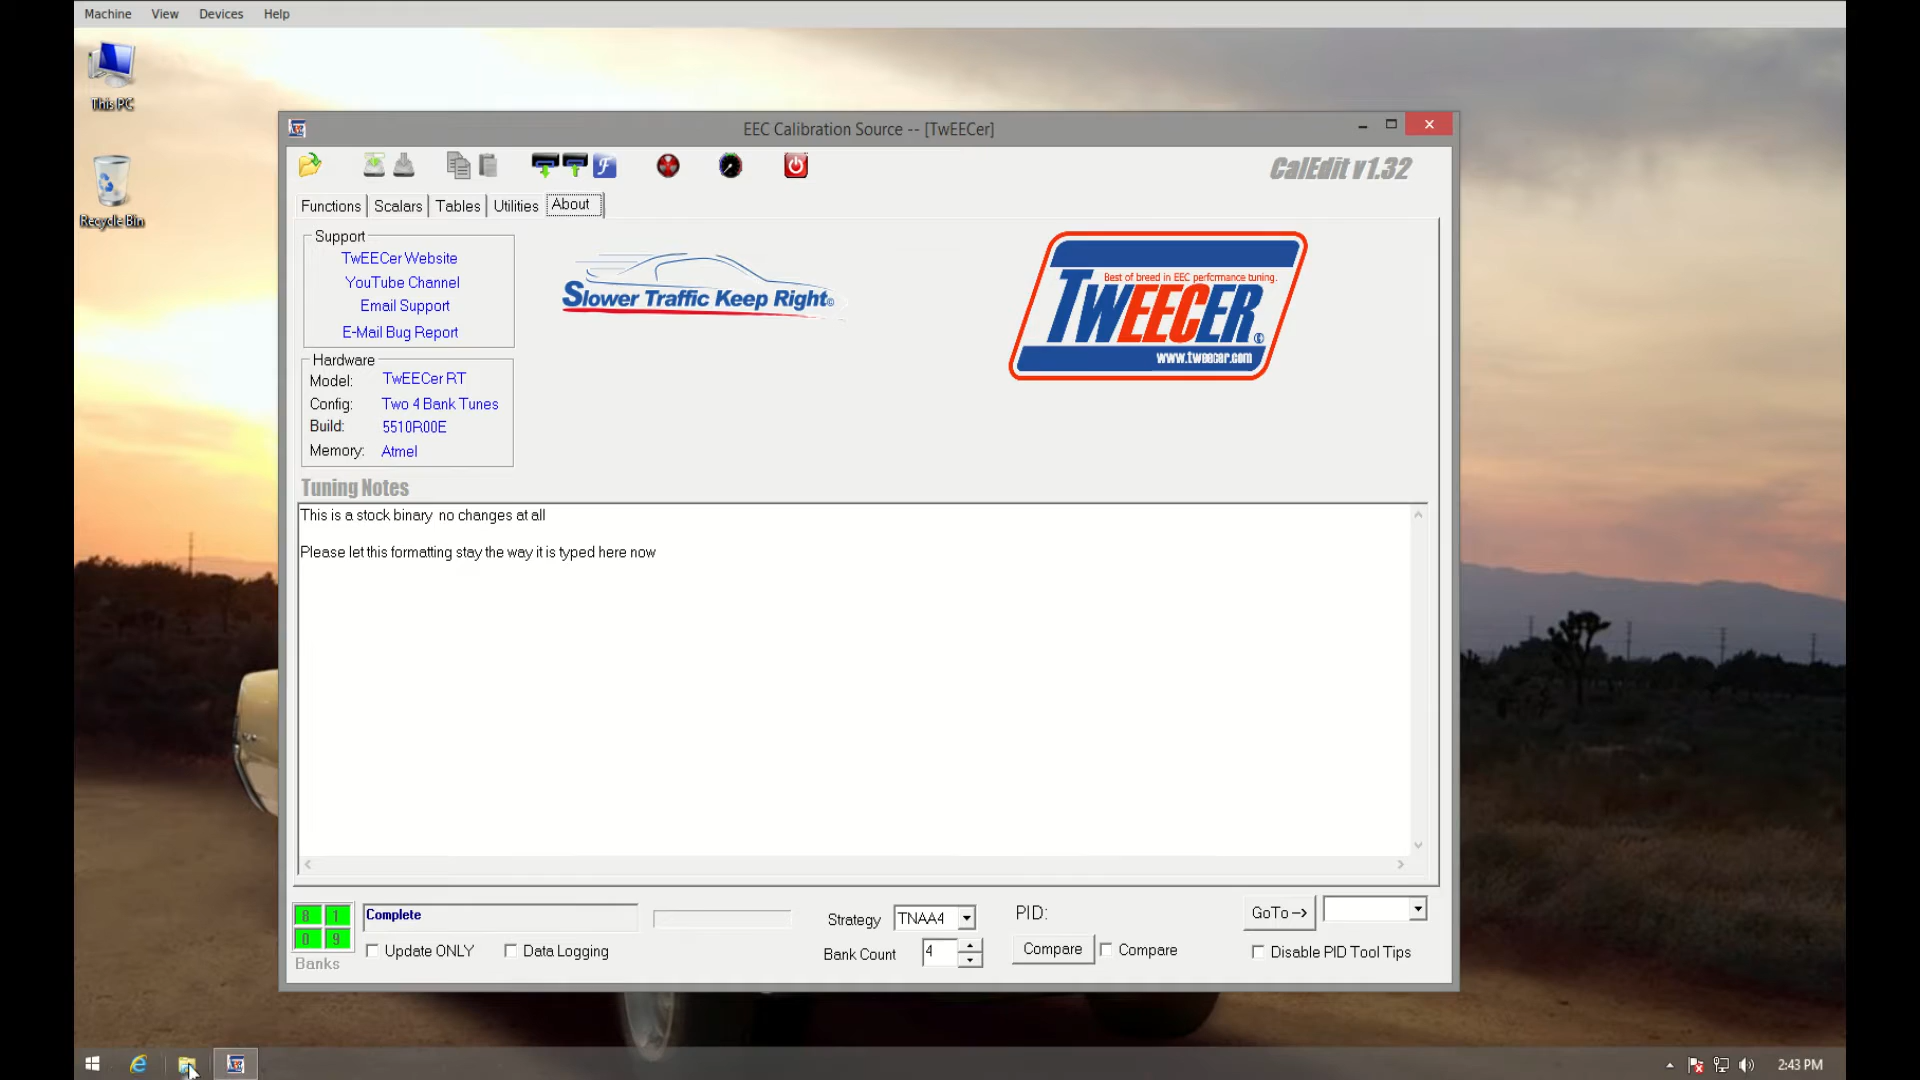 Machine View Devices Help
This PC
Recycle Bin
EEC Calibration Source -- [TwEECer]
CalEdit v1.32
Functions Scalars Tables Utilities About
Support
TwEECer Website
YouTube Channel
Email Support
E-Mail Bug Report
Slower Traffic Keep Right©
Best of breed in EEC performance tuning.
TWEECER®
www.tweecer.com
Hardware
Model: TwEECer RT
Config: Two 4 Bank Tunes
Build: 5510R00E
Memory: Atmel
Tuning Notes
This is a stock binary no changes at all
Please let this formatting stay the way it is typed here now
8 1
0 9
Banks
Complete
Update ONLY Data Logging
Strategy TNAA4
Bank Count 4
PID:
Compare Compare
GoTo->
Disable PID Tool Tips
2:43 PM